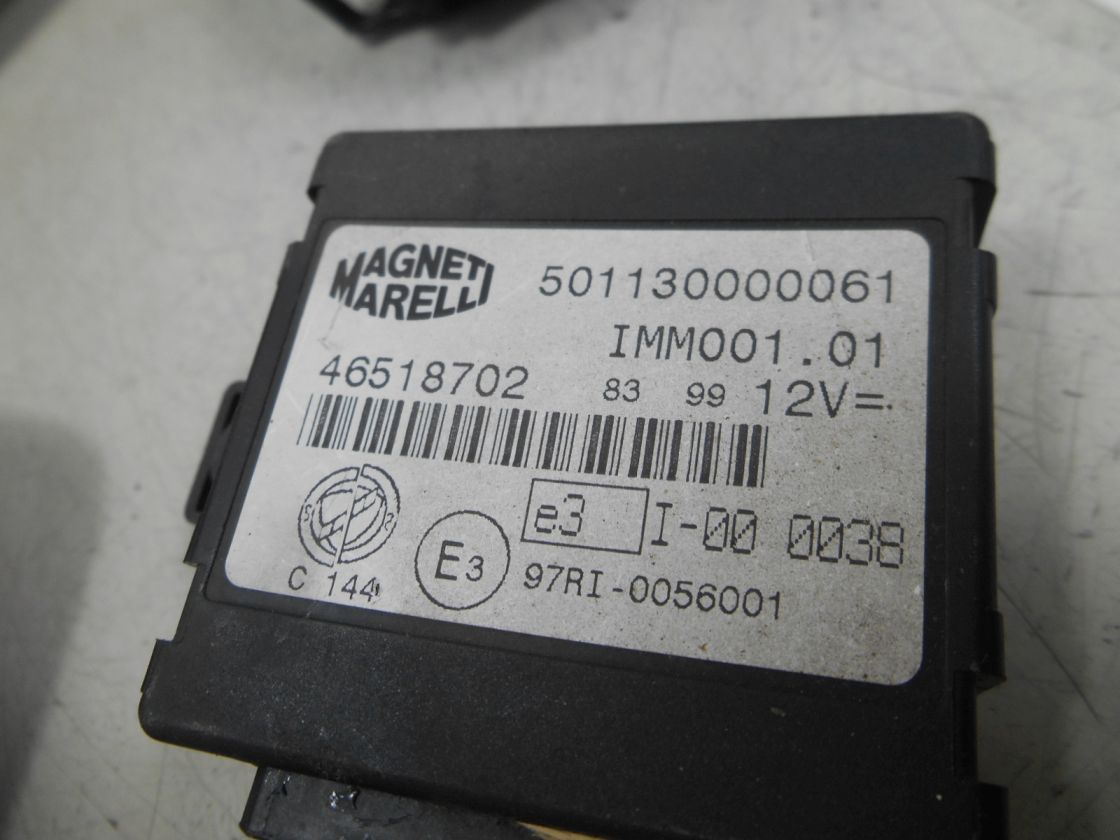 MAGNETI MARELLI
501130000061
IMM001.01
46518702 83 99 12V=
e3 I-00 0038
E3 97RI-0056001
C 144